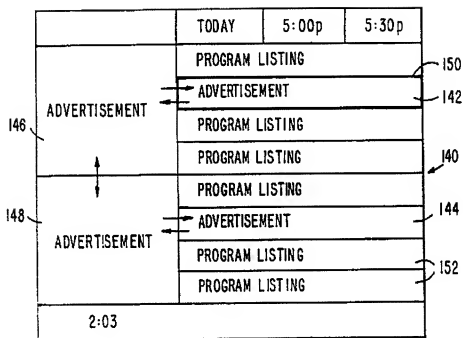 TODAY 5:00p 5:30p
PROGRAM LISTING
150
ADVERTISEMENT
142
ADVERTISEMENT
146
PROGRAM LISTING
PROGRAM LISTING
140
PROGRAM LISTING
148
ADVERTISEMENT
144
ADVERTISEMENT
PROGRAM LISTING
152
PROGRAM LISTING
2:03